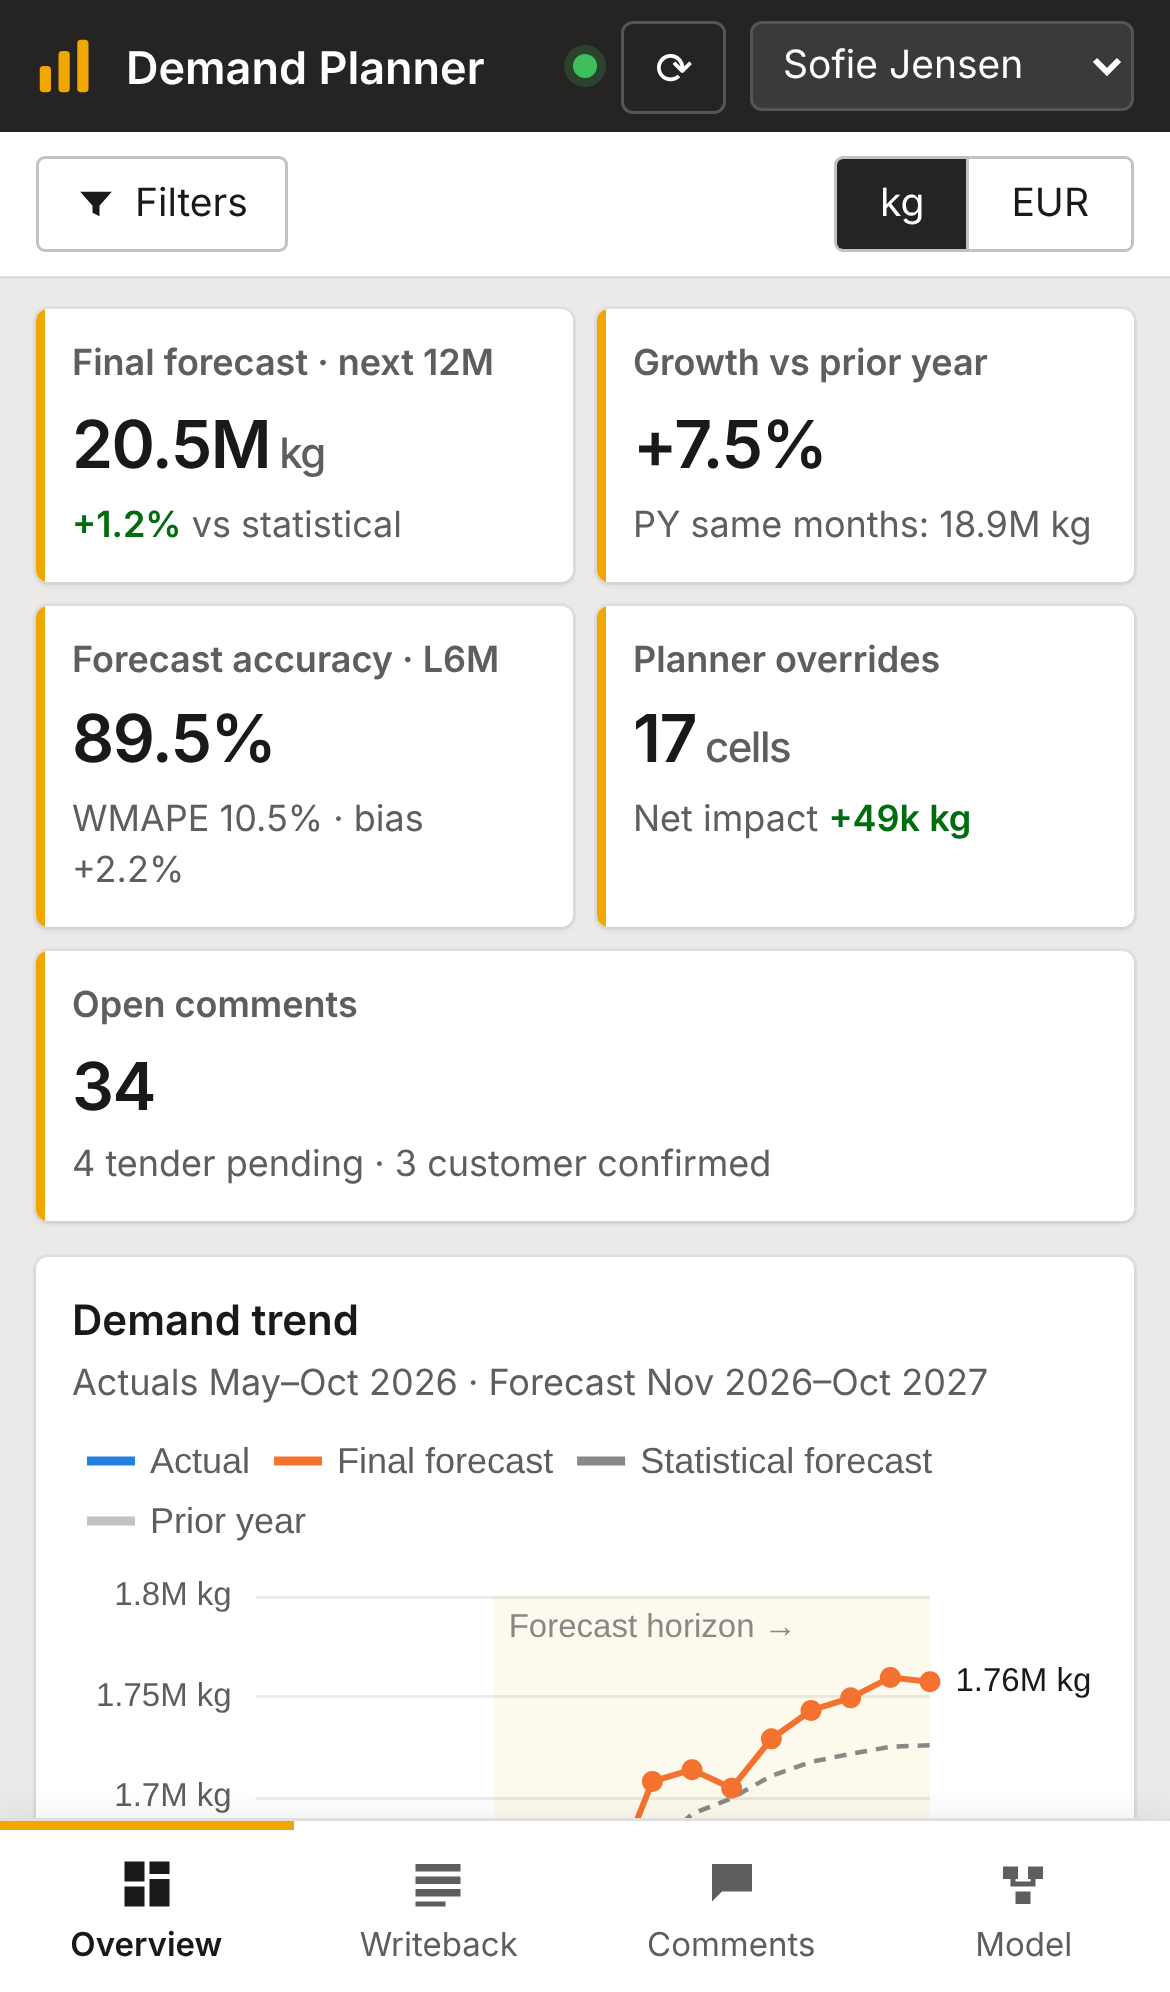 Demand Planner
Sofie Jensen
Filters
kg
EUR
Final forecast · next 12M
20.5M kg
+1.2% vs statistical
Growth vs prior year
+7.5%
PY same months: 18.9M kg
Forecast accuracy · L6M
89.5%
WMAPE 10.5% · bias
+2.2%
Planner overrides
17 cells
Net impact +49k kg
Open comments
34
4 tender pending · 3 customer confirmed
Demand trend
Actuals May–Oct 2026 · Forecast Nov 2026–Oct 2027
Actual
Final forecast
Statistical forecast
Prior year
1.8M kg
Forecast horizon →
1.76M kg
1.75M kg
1.7M kg
Overview
Writeback
Comments
Model